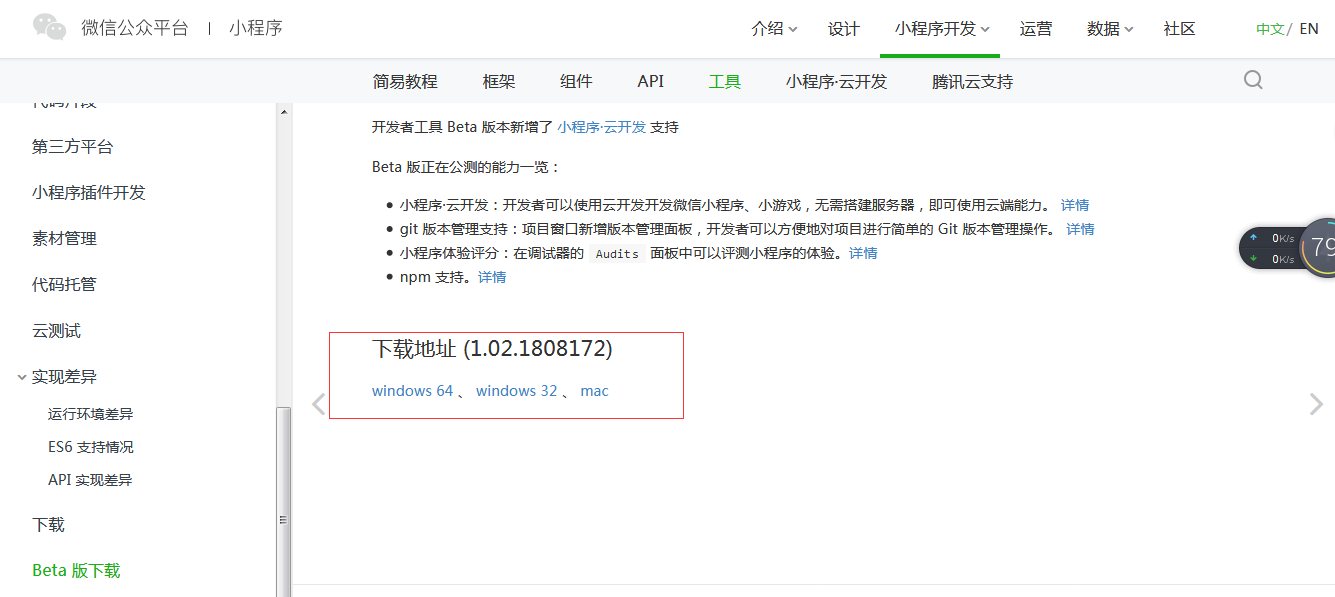 微信公众平台 | 小程序
介绍 设计 小程序开发 运营 数据 社区 中文 / EN
简易教程 框架 组件 API 工具 小程序·云开发 腾讯云支持
代码片段
第三方平台
小程序插件开发
素材管理
代码托管
云测试
实现差异
运行环境差异
ES6 支持情况
API 实现差异
下载
Beta 版下载
开发者工具 Beta 版本新增了 小程序·云开发 支持
Beta 版正在公测的能力一览：
小程序·云开发：开发者可以使用云开发开发微信小程序、小游戏，无需搭建服务器，即可使用云端能力。 详情
git 版本管理支持：项目窗口新增版本管理面板，开发者可以方便地对项目进行简单的 Git 版本管理操作。 详情
小程序体验评分：在调试器的 Audits 面板中可以评测小程序的体验。详情
npm 支持。详情
下载地址 (1.02.1808172)
windows 64 、 windows 32 、 mac
0K/s
0K/s
79